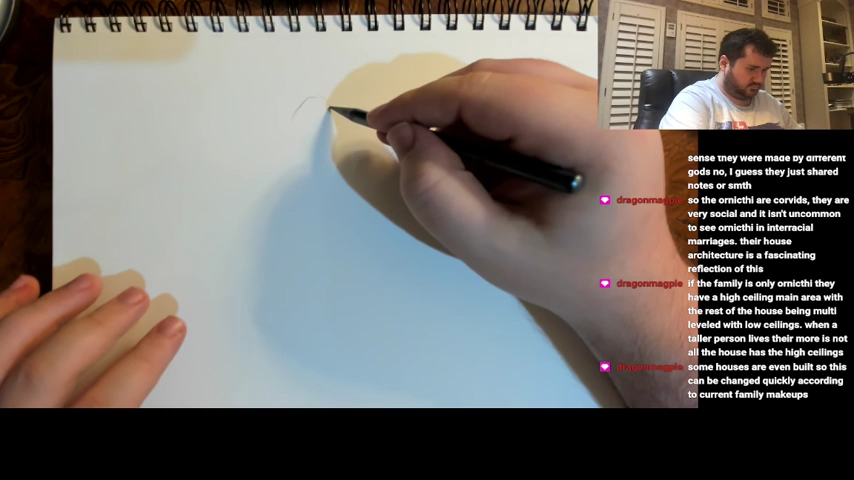 sense they were made by different
gods no, I guess they just shared
notes or smth
dragonmagpie so the ornicthi are corvids, they are
very social and it isn't uncommon
to see ornicthi in interracial
marriages. their house
architecture is a fascinating
reflection of this
dragonmagpie if the family is only ornicthi they
have a high ceiling main area with
the rest of the house being multi
leveled with low ceilings. when a
taller person lives their more is not
all the house has the high ceilings
dragonmagpie some houses are even built so this
can be changed quickly according
to current family makeups